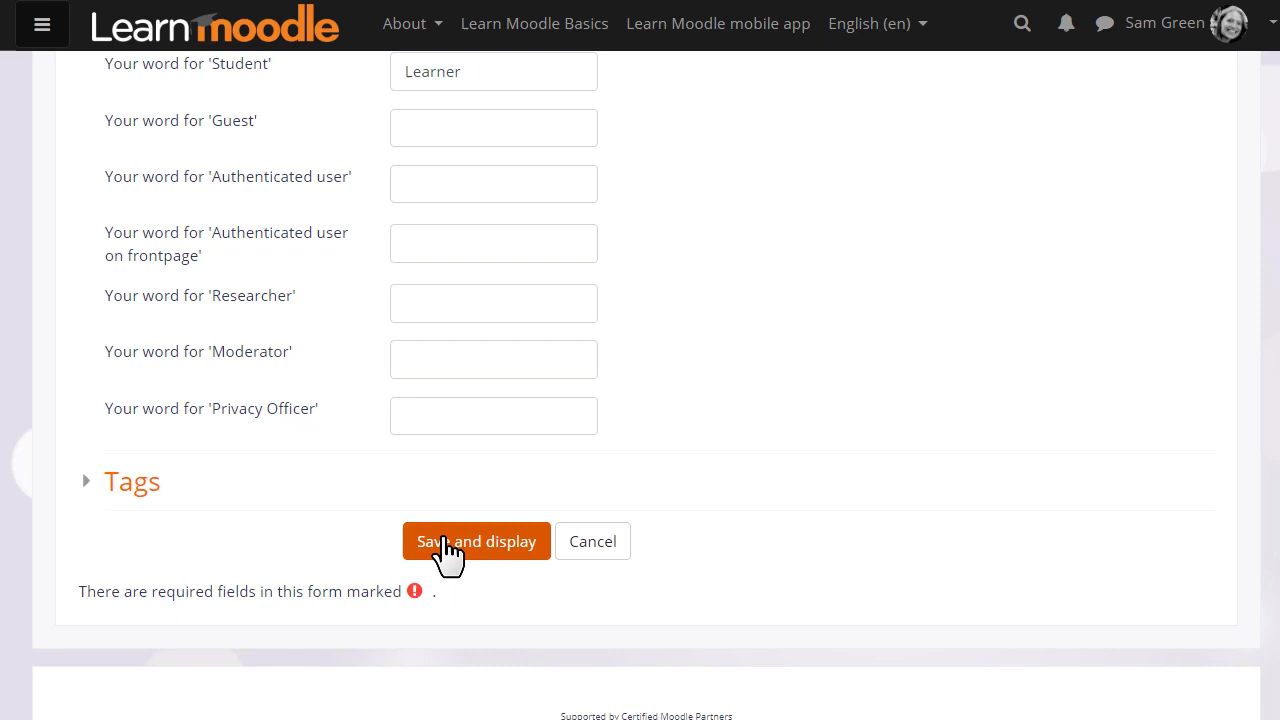 Learn moodle About Learn Moodle Basics Learn Moodle mobile app English (en) Sam Green
Your word for 'Student' Learner
Your word for 'Guest'
Your word for 'Authenticated user'
Your word for 'Authenticated user
on frontpage'
Your word for 'Researcher'
Your word for 'Moderator'
Your word for 'Privacy Officer'
Tags
Save and display Cancel
There are required fields in this form marked ! .
Supported by Certified Moodle Partners